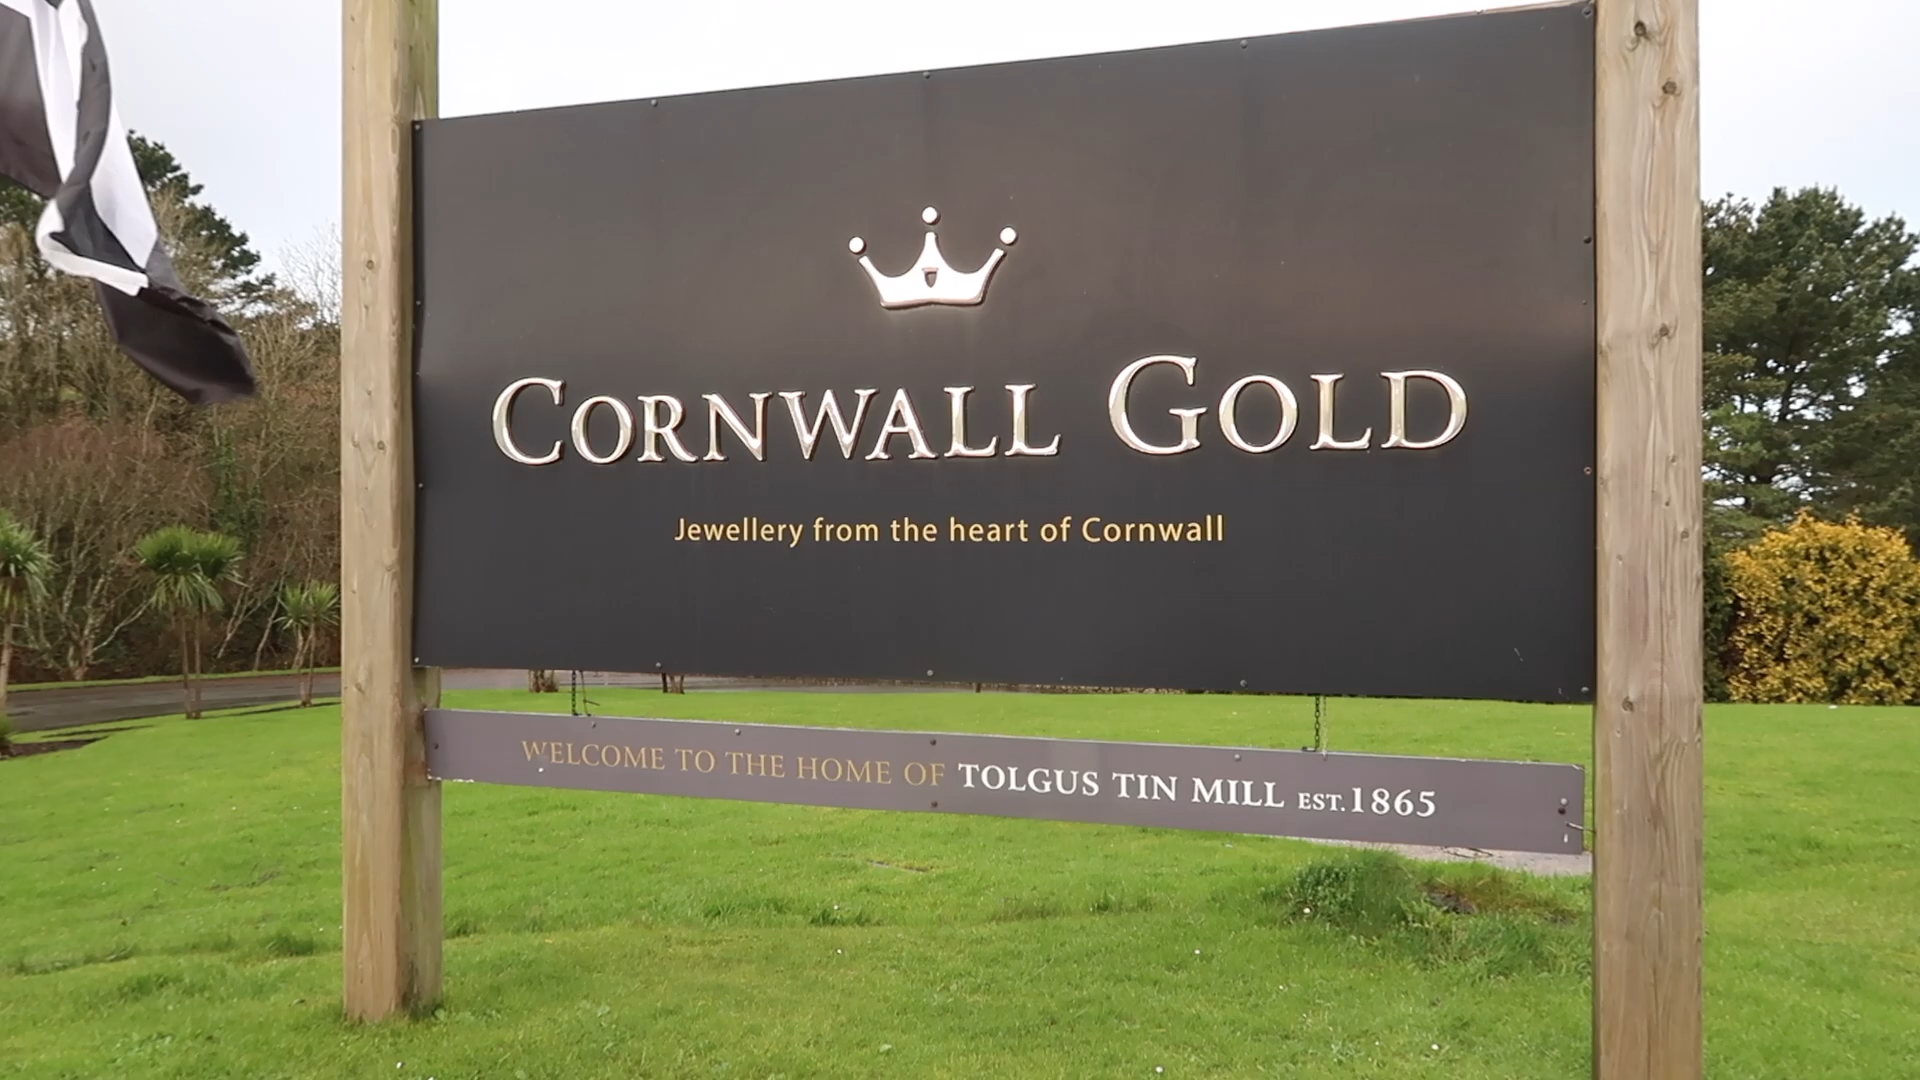 CORNWALL GOLD
Jewellery from the heart of Cornwall
WELCOME TO THE HOME OF TOLGUS TIN MILL EST.1865